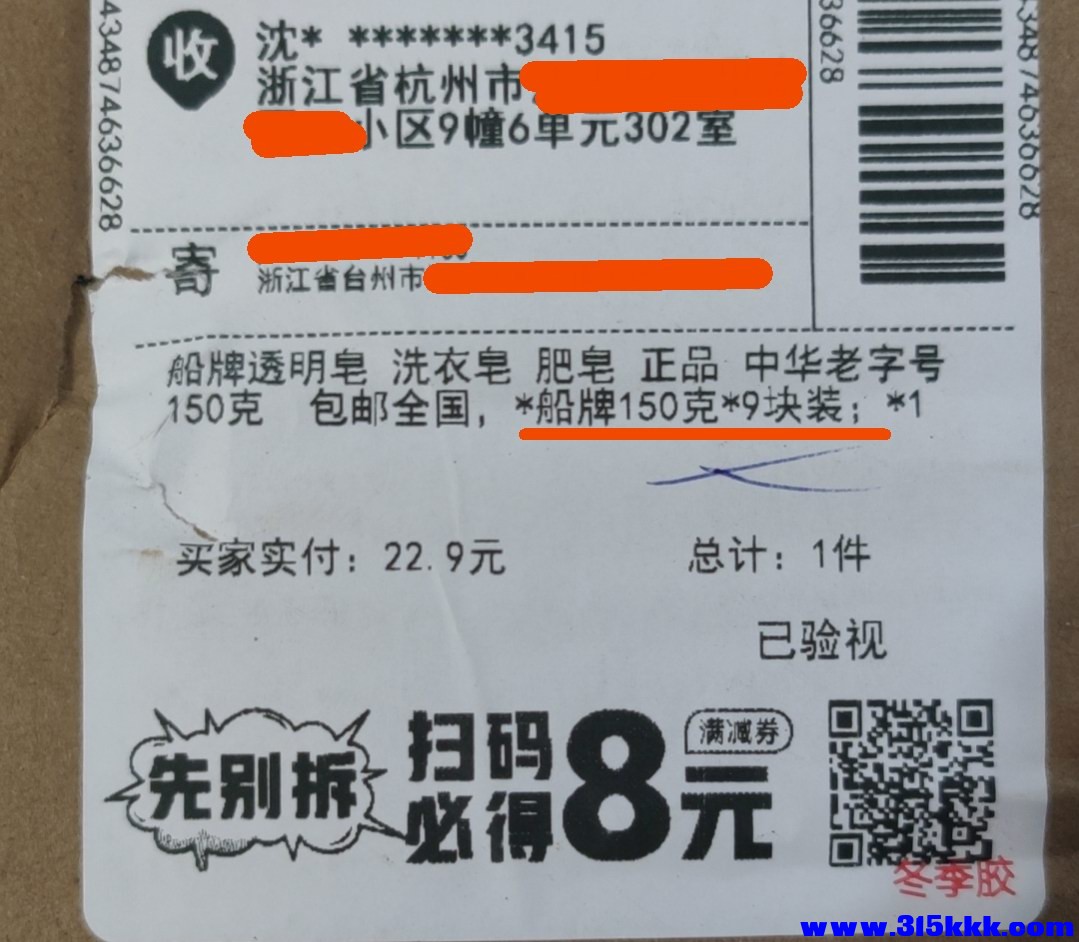 收
沈* *******3415
浙江省杭州市
小区9幢6单元302室
寄
浙江省台州市
船牌透明皂 洗衣皂 肥皂 正品 中华老字号
150克 包邮全国，*船牌150克*9块装；*1
买家实付：22.9元 总计：1件
已验视
先别拆
扫码
必得
8元
满减券
冬季胶
www.315kkk.com